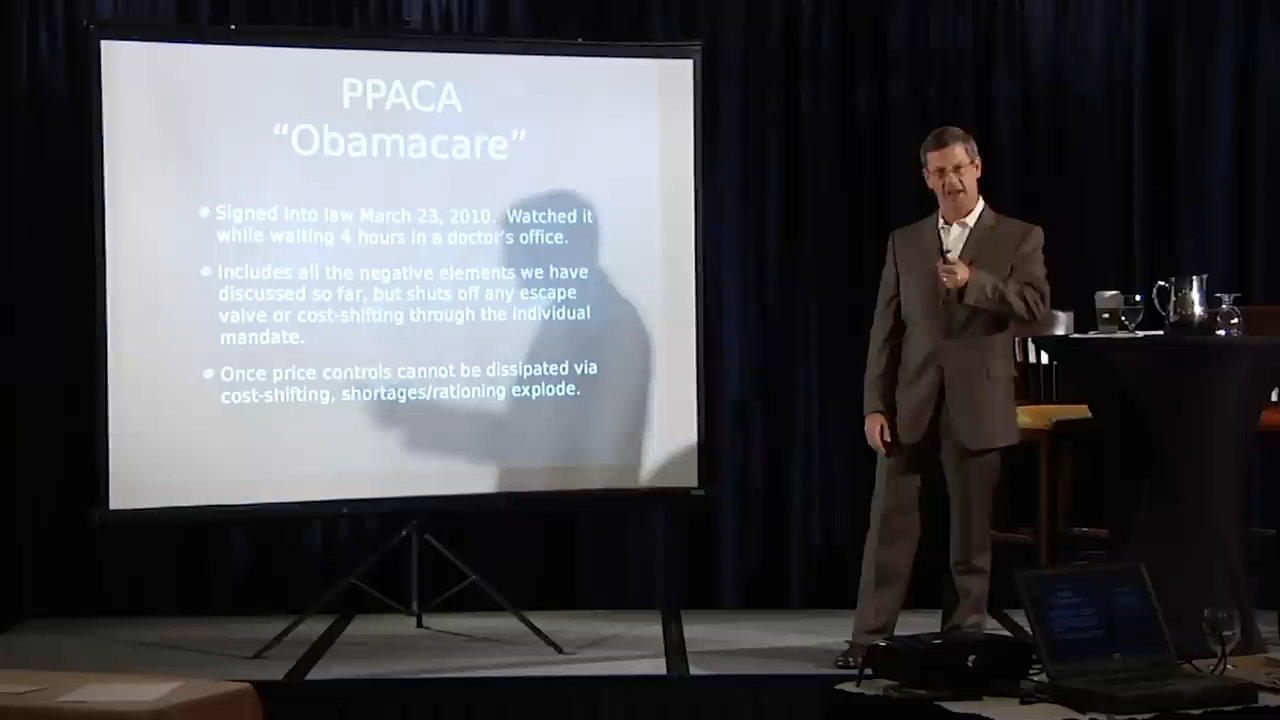 PPACA
“Obamacare”
• Signed into law March 23, 2010. Watched it
while waiting 4 hours in a doctor’s office.
• Includes all the negative elements we have
discussed so far, but shuts off any escape
valve or cost-shifting through the individual
mandate.
• Once price controls cannot be dissipated via
cost-shifting, shortages/rationing explode.